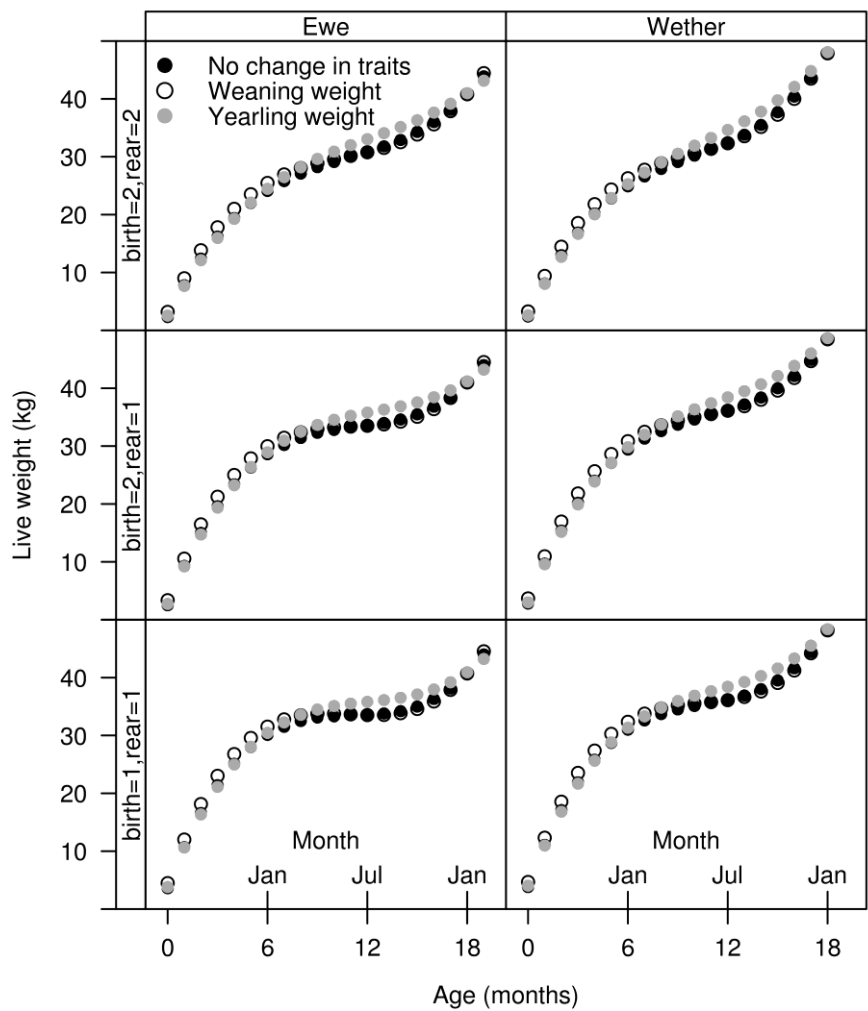 Ewe Wether
No change in traits
Weaning weight
Yearling weight
birth=2,rear=2
40
30
20
10
birth=2,rear=1
40
30
20
10
Live weight (kg)
birth=1,rear=1
40
30
20
10
Month Month
Jan Jul Jan Jan Jul Jan
0 6 12 18 0 6 12 18
Age (months)